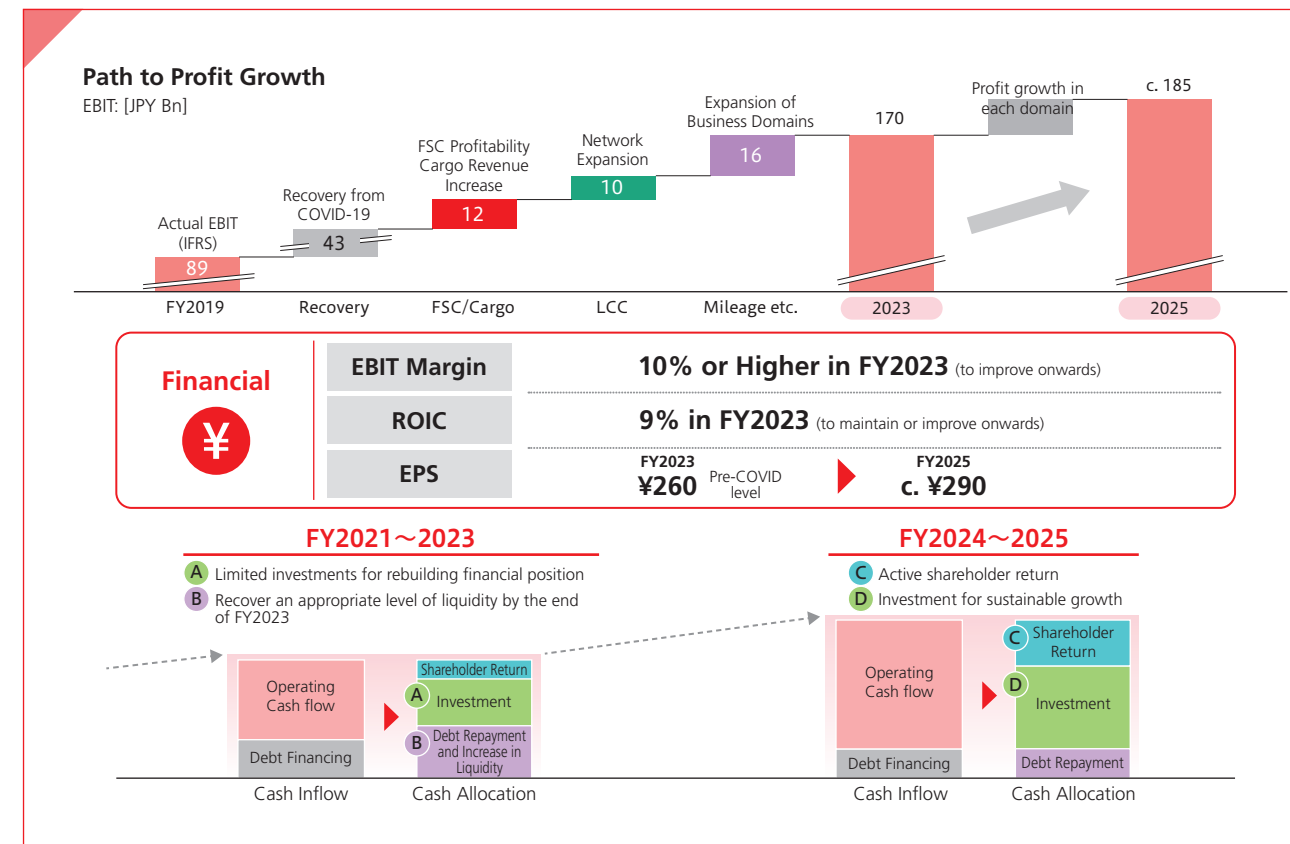 Path to Profit Growth
EBIT: [JPY Bn]
Actual EBIT
(IFRS)
89
Recovery from
COVID-19
43
FSC Profitability
Cargo Revenue
Increase
12
Network
Expansion
10
Expansion of
Business Domains
16
170
Profit growth in
each domain
c. 185
FY2019
Recovery
FSC/Cargo
LCC
Mileage etc.
2023
2025
Financial
¥
EBIT Margin
10% or Higher in FY2023 (to improve onwards)
ROIC
9% in FY2023 (to maintain or improve onwards)
EPS
FY2023
¥260
Pre-COVID
level
FY2025
c. ¥290
FY2021～2023
A Limited investments for rebuilding financial position
B Recover an appropriate level of liquidity by the end
of FY2023
Operating
Cash flow
Debt Financing
Shareholder Return
A Investment
B Debt Repayment
and Increase in
Liquidity
Cash Inflow
Cash Allocation
FY2024～2025
C Active shareholder return
D Investment for sustainable growth
Operating
Cash flow
Debt Financing
C Shareholder
Return
D Investment
Debt Repayment
Cash Inflow
Cash Allocation